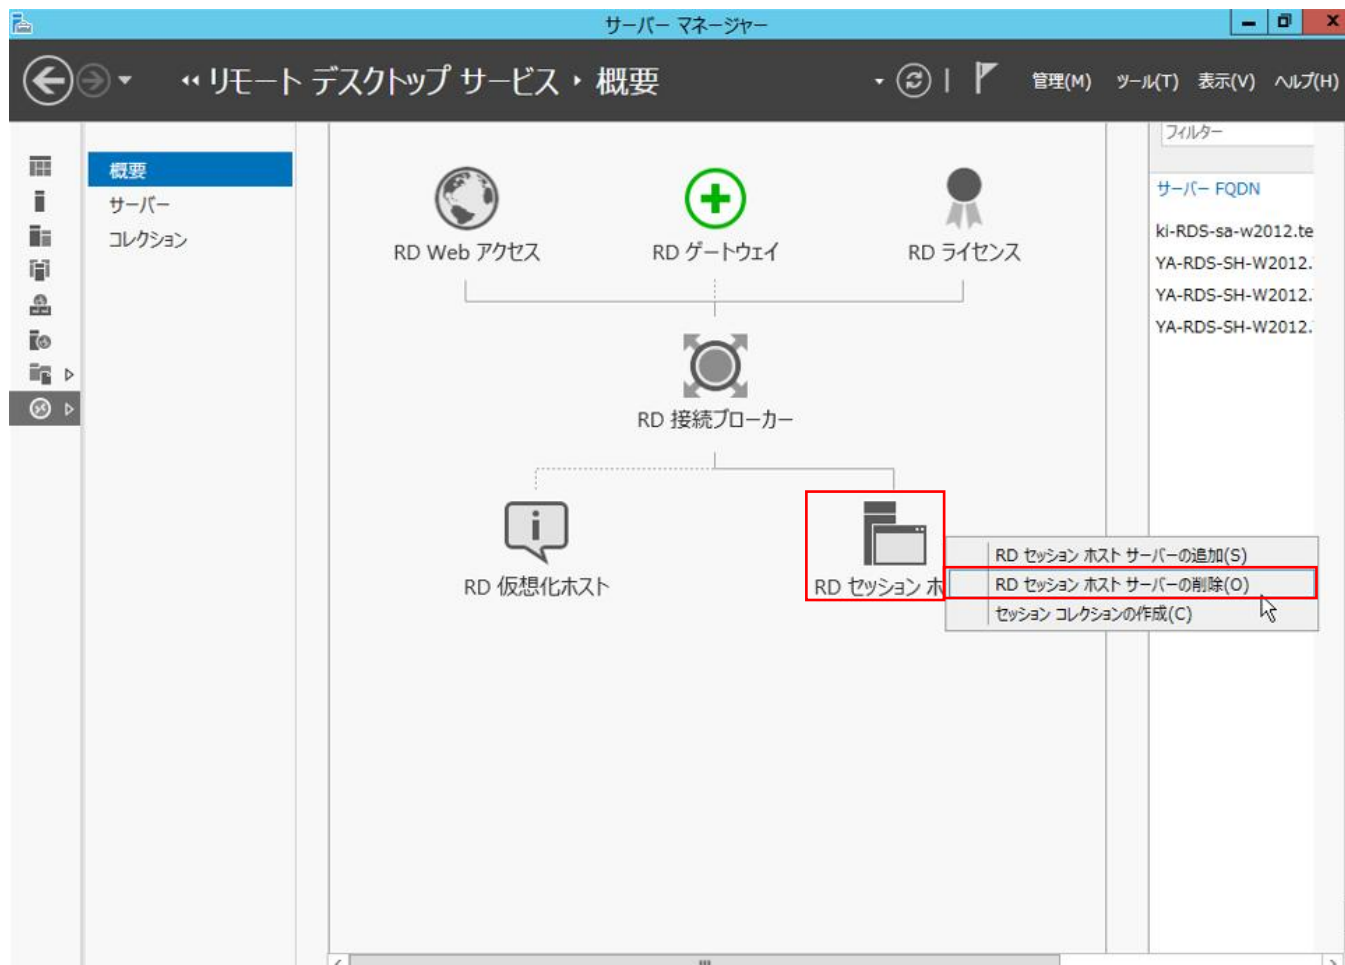 サーバー マネージャー
リモート デスクトップ サービス ・ 概要
管理(M) ツール(T) 表示(V) ヘルプ(H)
概要
サーバー
コレクション
RD Web アクセス
RD ゲートウェイ
RD ライセンス
RD 接続ブローカー
RD 仮想化ホスト
RD セッション ホ
RD セッション ホスト サーバーの追加(S)
RD セッション ホスト サーバーの削除(O)
セッション コレクションの作成(C)
フィルター
サーバー FQDN
ki-RDS-sa-w2012.te
YA-RDS-SH-W2012.
YA-RDS-SH-W2012.
YA-RDS-SH-W2012.